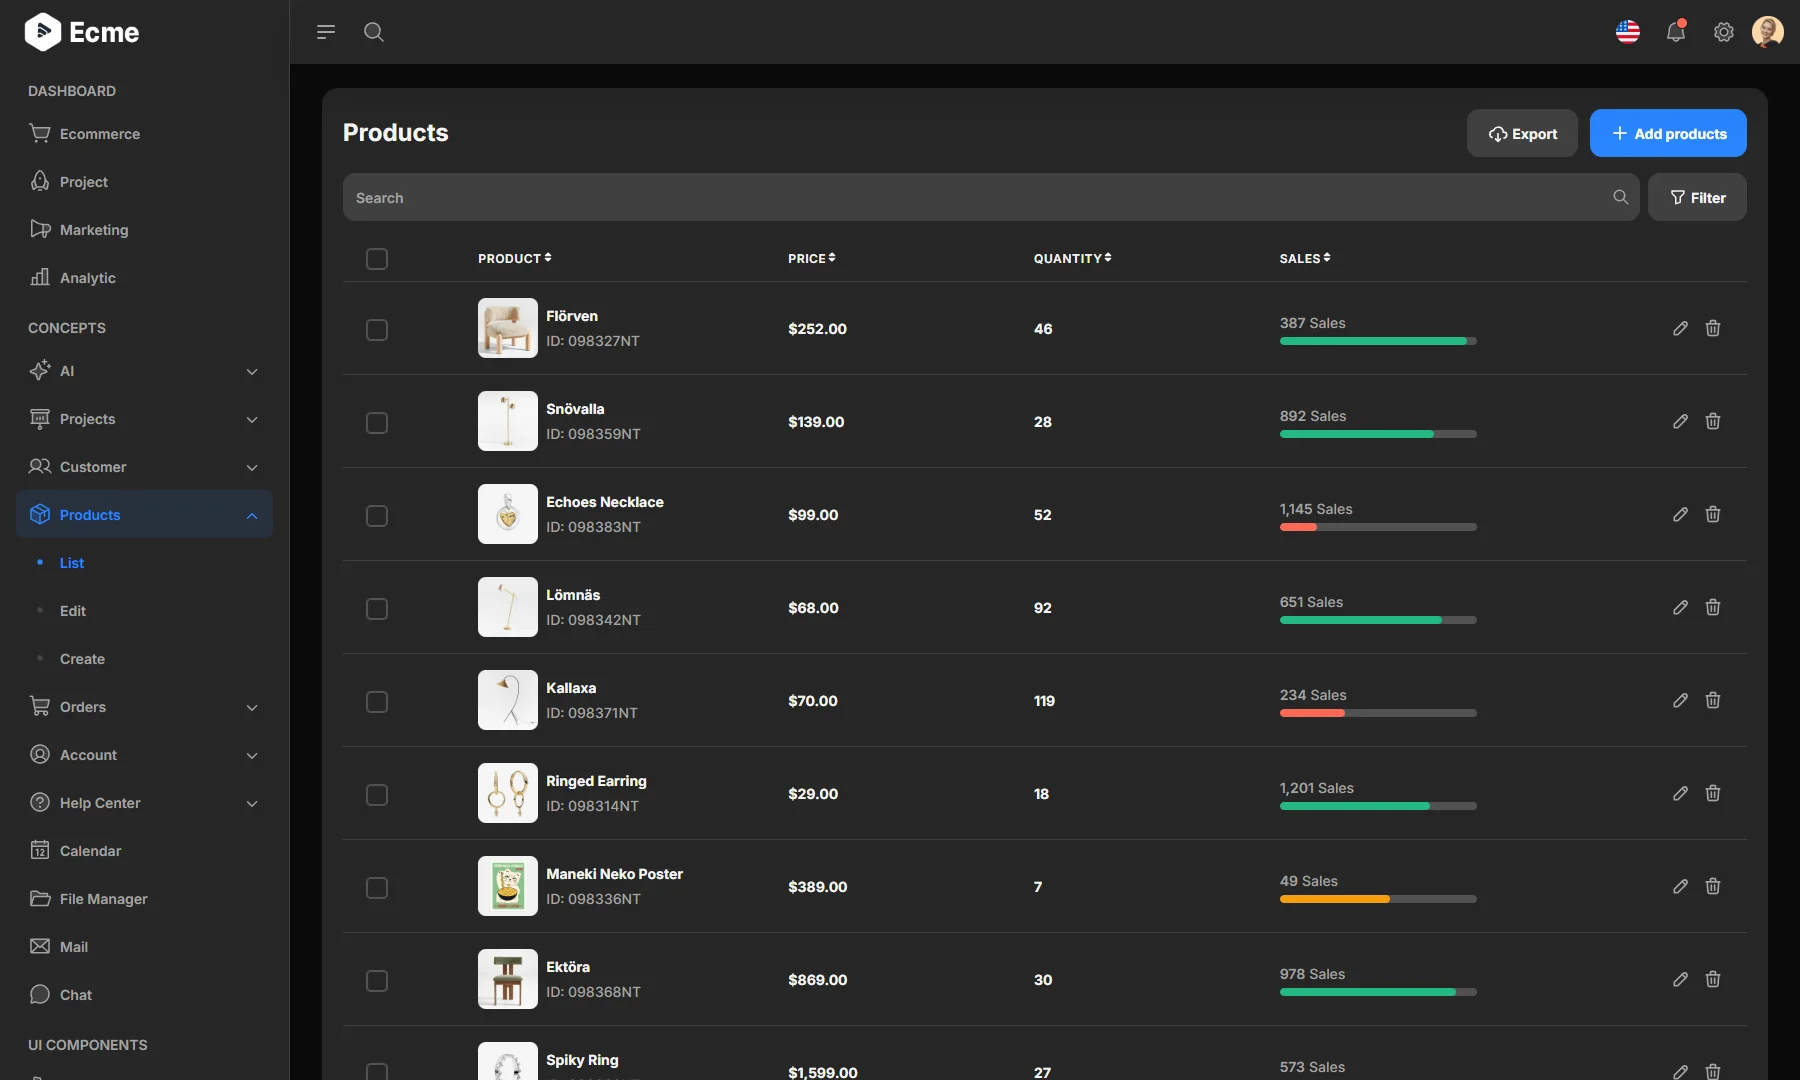 Ecme
DASHBOARD
Ecommerce
Project
Marketing
Analytic
CONCEPTS
AI
Projects
Customer
Products
List
Edit
Create
Orders
Account
Help Center
12
Calendar
File Manager
Mail
Chat
UI COMPONENTS
Products
Export
Add products
Search
Filter
PRODUCT PRICE QUANTITY SALES
Flörven
ID: 098327NT
$252.00
46
387 Sales
Snövalla
ID: 098359NT
$139.00
28
892 Sales
Echoes Necklace
ID: 098383NT
$99.00
52
1,145 Sales
Lömnäs
ID: 098342NT
$68.00
92
651 Sales
Kallaxa
ID: 098371NT
$70.00
119
234 Sales
Ringed Earring
ID: 098314NT
$29.00
18
1,201 Sales
Maneki Neko Poster
ID: 098336NT
$389.00
7
49 Sales
Ektöra
ID: 098368NT
$869.00
30
978 Sales
Spiky Ring
$1,599.00
27
573 Sales